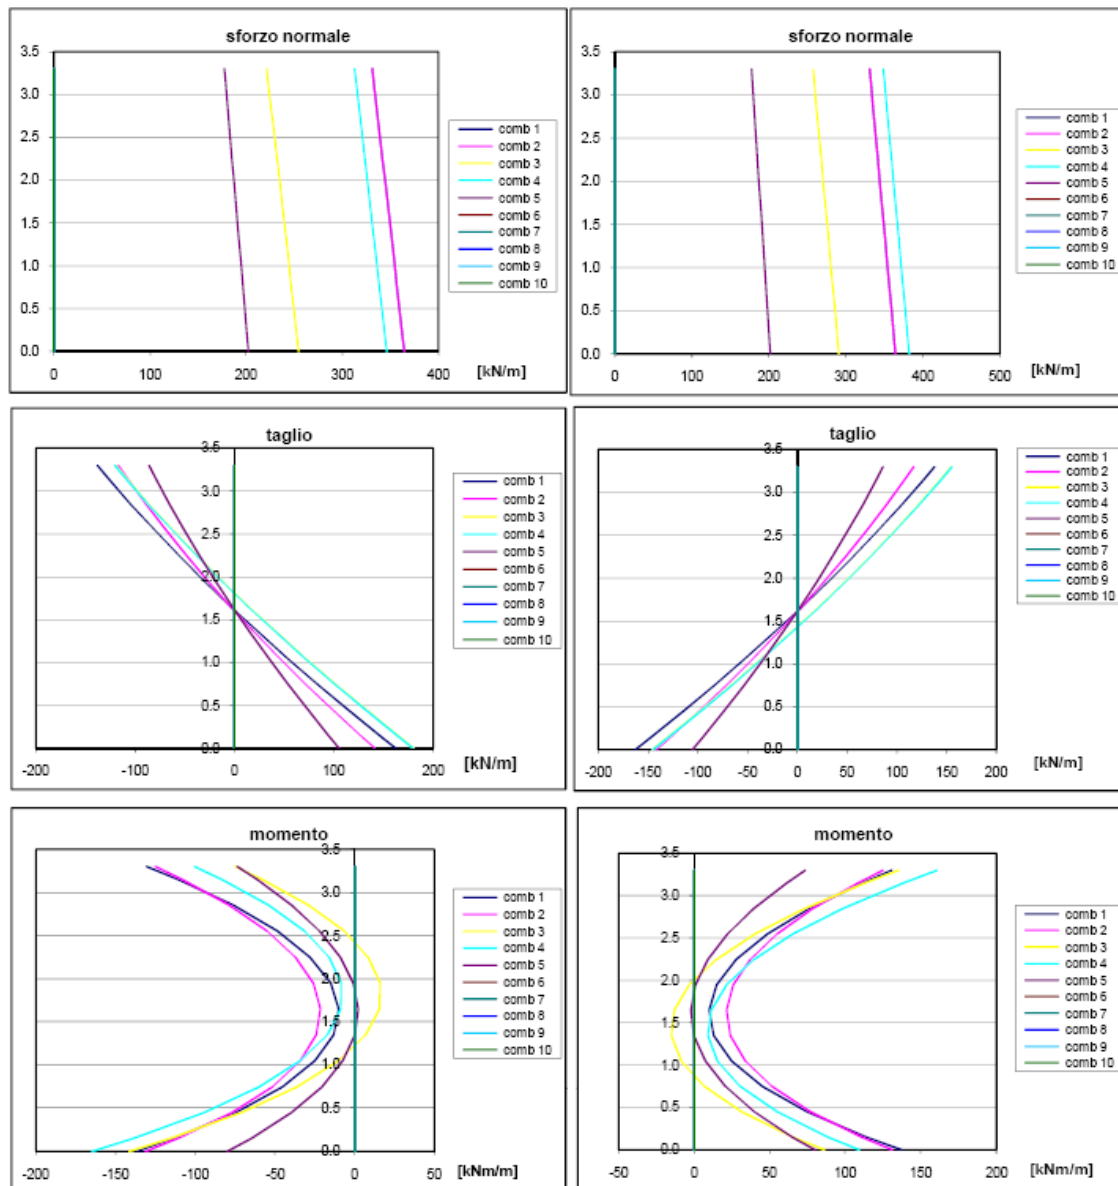 sforzo normale
3.5
3.0
2.5
2.0
1.5
1.0
0.5
0.0
0
100
200
300
400
[kN/m]
comb 1
comb 2
comb 3
comb 4
comb 5
comb 6
comb 7
comb 8
comb 9
comb 10
sforzo normale
3.5
3.0
2.5
2.0
1.5
1.0
0.5
0.0
0
100
200
300
400
500
[kN/m]
comb 1
comb 2
comb 3
comb 4
comb 5
comb 6
comb 7
comb 8
comb 9
comb 10
taglio
3.5
3.0
2.5
2.0
1.5
1.0
0.5
0.0
-200
-100
0
100
200
[kN/m]
comb 1
comb 2
comb 3
comb 4
comb 5
comb 6
comb 7
comb 8
comb 9
comb 10
taglio
3.5
3.0
2.5
2.0
1.5
1.0
0.5
0.0
-200
-150
-100
-50
0
50
100
150
200
[kN/m]
comb 1
comb 2
comb 3
comb 4
comb 5
comb 6
comb 7
comb 8
comb 9
comb 10
momento
3.5
3.0
2.5
2.0
1.5
1.0
0.5
0.0
-200
-150
-100
-50
0
50
[kNm/m]
comb 1
comb 2
comb 3
comb 4
comb 5
comb 6
comb 7
comb 8
comb 9
comb 10
momento
3.5
3.0
2.5
2.0
1.5
1.0
0.5
0.0
-50
0
50
100
150
200
[kNm/m]
comb 1
comb 2
comb 3
comb 4
comb 5
comb 6
comb 7
comb 8
comb 9
comb 10